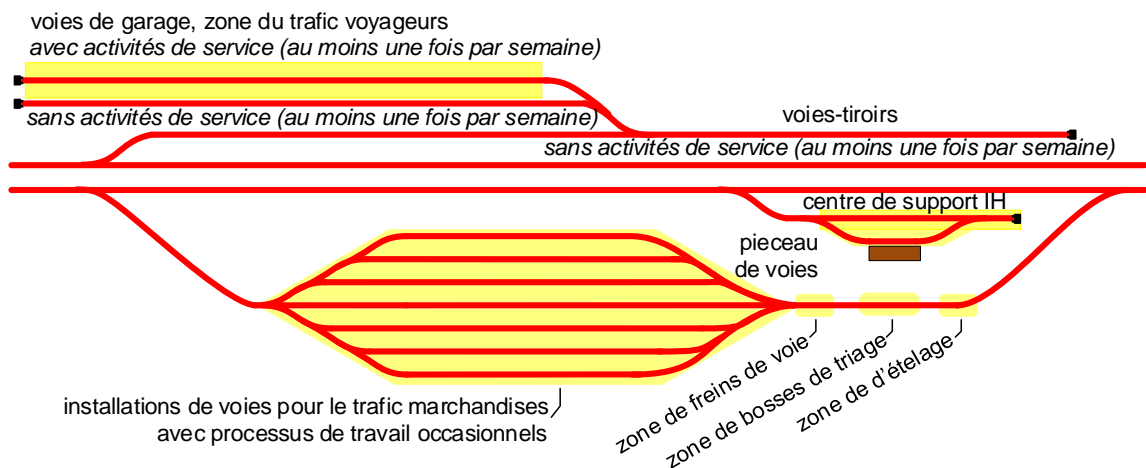 voies de garage, zone du trafic voyageurs
avec activités de service (au moins une fois par semaine)
sans activités de service (au moins une fois par semaine)
voies-tiroirs
sans activités de service (au moins une fois par semaine)
centre de support IH
pieceau
de voies
installations de voies pour le trafic marchandises
avec processus de travail occasionnels
zone de freins de voie
zone de bosses de triage
zone de d'ételage